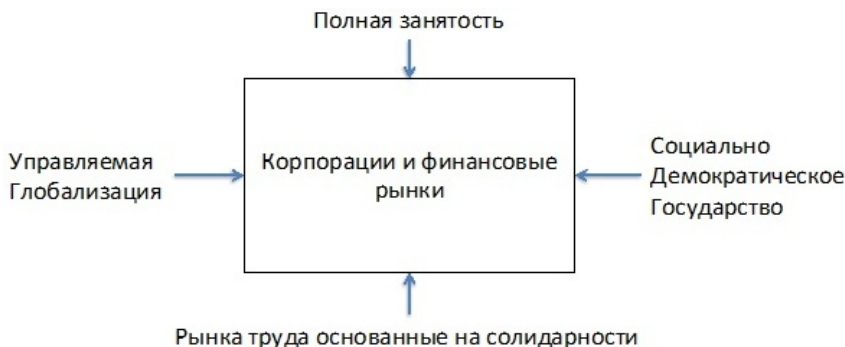 Полная занятость
Управляемая
Глобализация
Корпорации и финансовые
рынки
Социально
Демократическое
Государство
Рынка труда основанные на солидарности